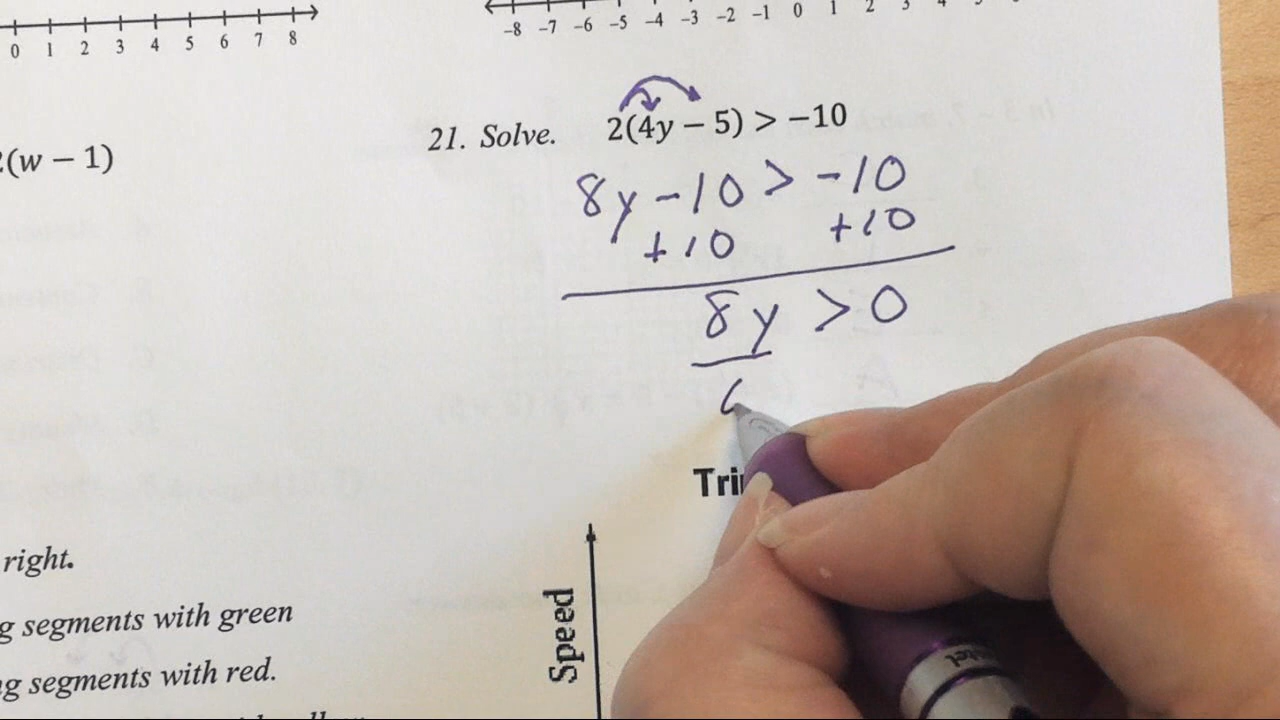 0 1 2 3 4 5 6 7 8
-8 -7 -6 -5 -4 -3 -2 -1 0 1 2 3 4
(w − 1)
21. Solve. 2(4y − 5) > −10
8y -10 > -10
+10 +10
8y > 0
right.
segments with green
segments with red.
Speed